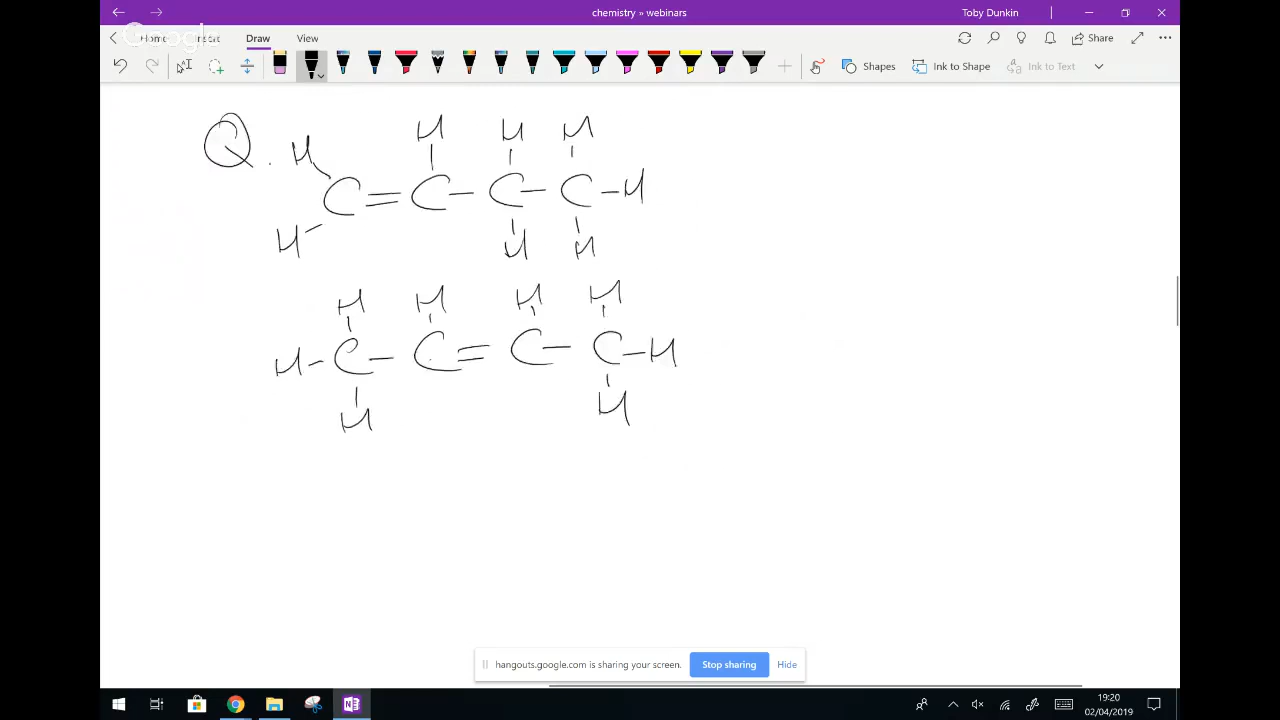 chemistry » webinars
Toby Dunkin
Google
Home Insert Draw View
Share
Shapes Ink to Shape Ink to Text
Q.
H H H H
C = C - C - C - H
H H H
H H H H
H - C - C = C - C - H
H H
hangouts.google.com is sharing your screen. Stop sharing Hide
19:20
02/04/2019